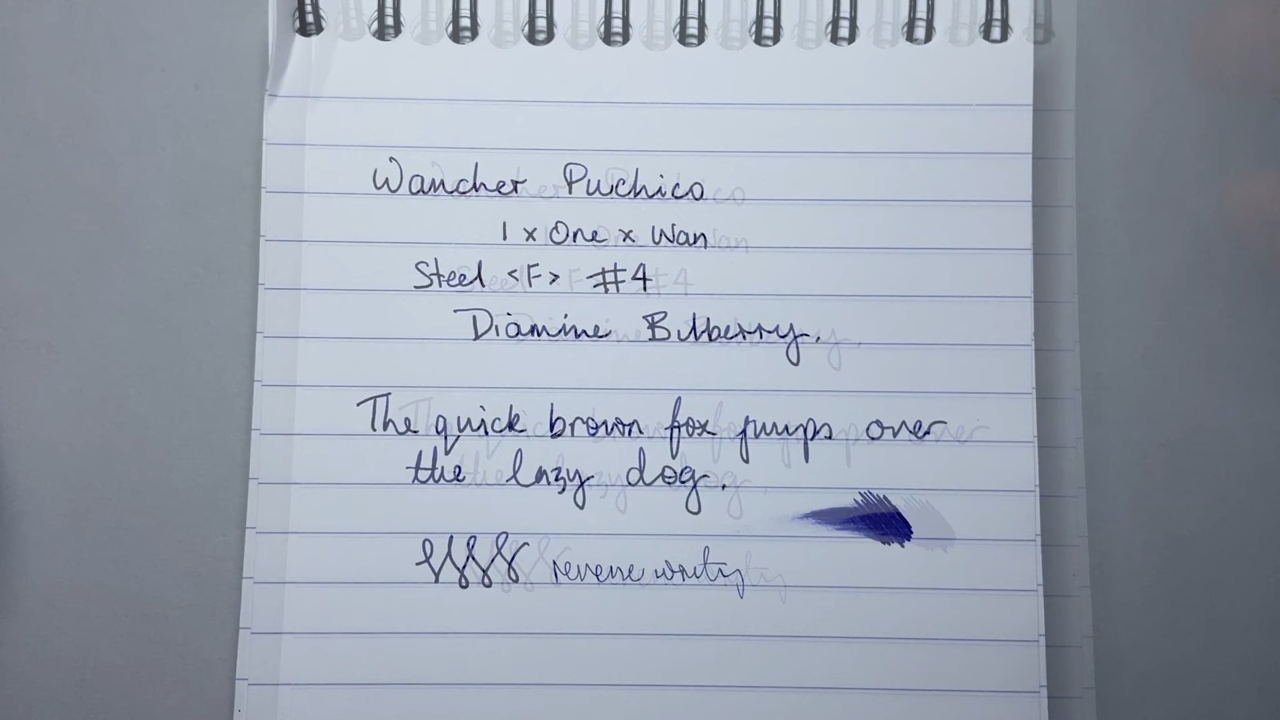 Wancher Puchico
1 x One x Wan
Steel <F> #4
Diamine Bilberry.
The quick brown fox jumps over
the lazy dog.
reverse writing